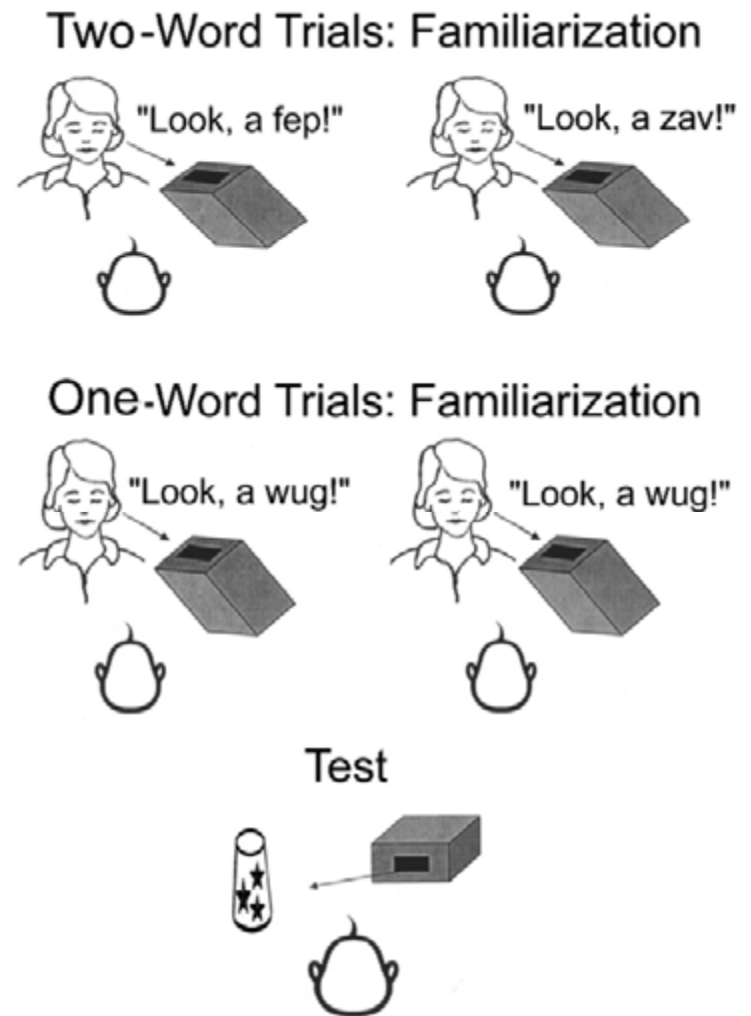 Two-Word Trials: Familiarization
"Look, a fep!"
"Look, a zav!"
One-Word Trials: Familiarization
"Look, a wug!"
"Look, a wug!"
Test